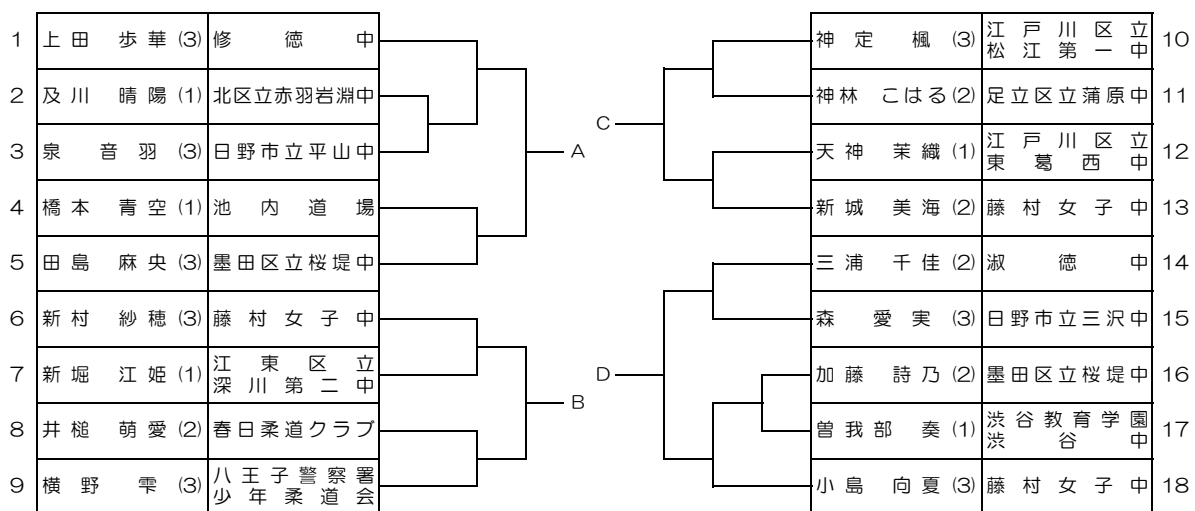 1 上田 歩華 (3) 修徳中
2 及川 晴陽 (1) 北区立赤羽岩淵中
3 泉 音羽 (3) 日野市立平山中
4 橋本 青空 (1) 池内道場
5 田島 麻央 (3) 墨田区立桜堤中
6 新村 紗穂 (3) 藤村女子中
7 新堀 江姫 (1) 江東区立
深川第二中
8 井槌 萌愛 (2) 春日柔道クラブ
9 横野 雫 (3) 八王子警察署
少年柔道会
A
B
C
D
神定 楓 (3) 江戸川区立
松江第一中 10
神林 こはる (2) 足立区立蒲原中 11
天神 茉織 (1) 江戸川区立
東葛西中 12
新城 美海 (2) 藤村女子中 13
三浦 千佳 (2) 淑徳中 14
森 愛実 (3) 日野市立三沢中 15
加藤 詩乃 (2) 墨田区立桜堤中 16
曽我部 奏 (1) 渋谷教育学園
渋谷中 17
小島 向夏 (3) 藤村女子中 18